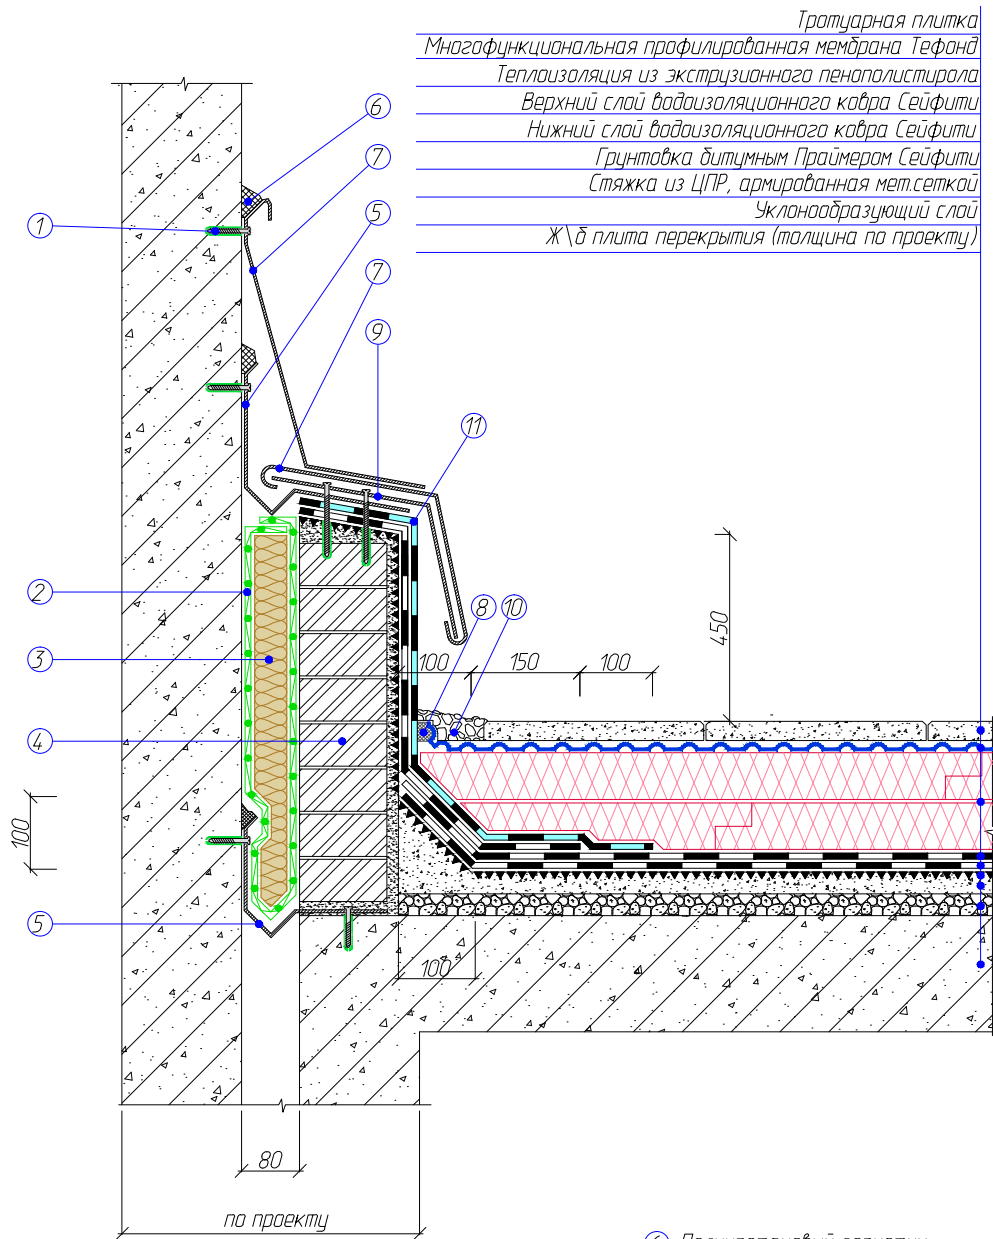 Тротуарная плитка
Многофункциональная профилированная мембрана Тефонд
Теплоизоляция из экструзионного пенополистирола
Верхний слой водоизоляционного ковра Сейфити
Нижний слой водоизоляционного ковра Сейфити
Грунтовка битумным Праймером Сейфити
Стяжка из ЦПР, армированная мет.сеткой
Уклонообразующий слой
Ж\б плита перекрытия (толщина по проекту)
6
7
5
1
7
9
11
2
8
10
450
3
100
150
100
4
100
5
100
80
по проекту